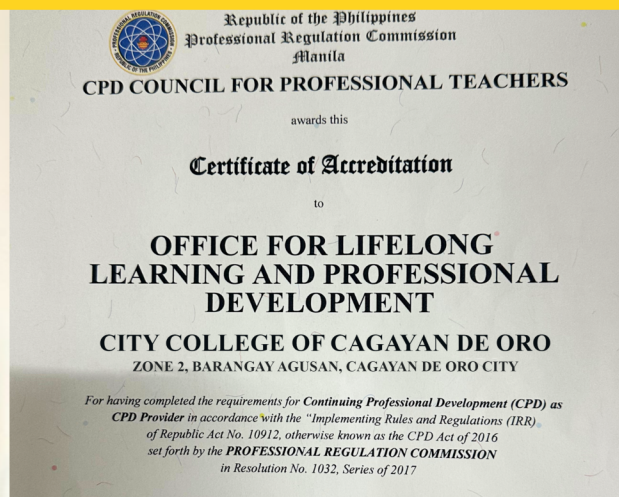 Republic of the Philippines
Professional Regulation Commission
Manila
CPD COUNCIL FOR PROFESSIONAL TEACHERS
awards this
Certificate of Accreditation
to
OFFICE FOR LIFELONG
LEARNING AND PROFESSIONAL
DEVELOPMENT
CITY COLLEGE OF CAGAYAN DE ORO
ZONE 2, BARANGAY AGUSAN, CAGAYAN DE ORO CITY
For having completed the requirements for Continuing Professional Development (CPD) as
CPD Provider in accordance with the "Implementing Rules and Regulations (IRR)
of Republic Act No. 10912, otherwise known as the CPD Act of 2016
set forth by the PROFESSIONAL REGULATION COMMISSION
in Resolution No. 1032, Series of 2017